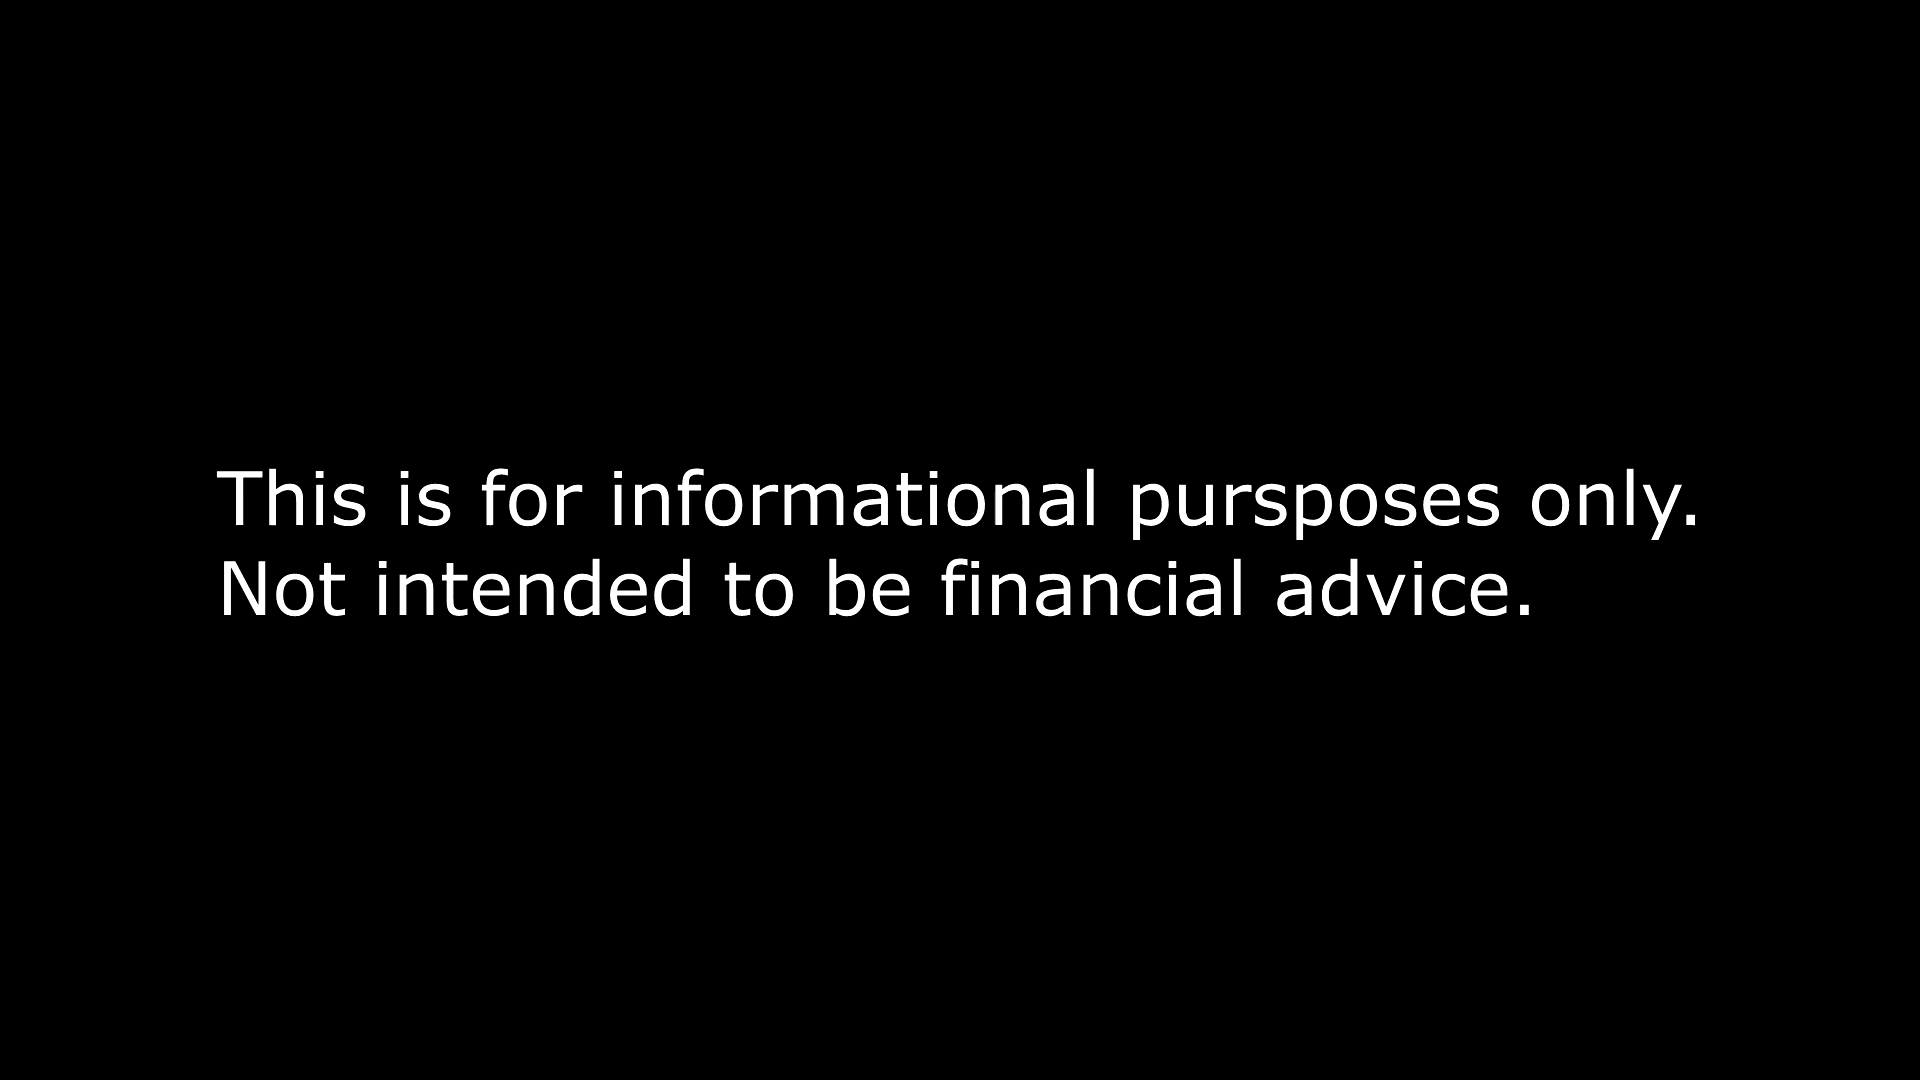 This is for informational pursposes only.
Not intended to be financial advice.